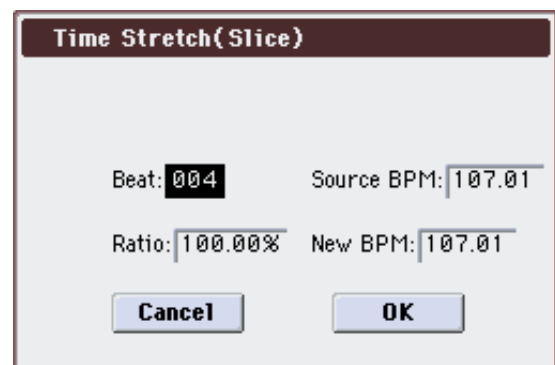 Time Stretch(Slice)
Beat: 004 Source BPM: 107.01
Ratio: 100.00% New BPM: 107.01
Cancel OK